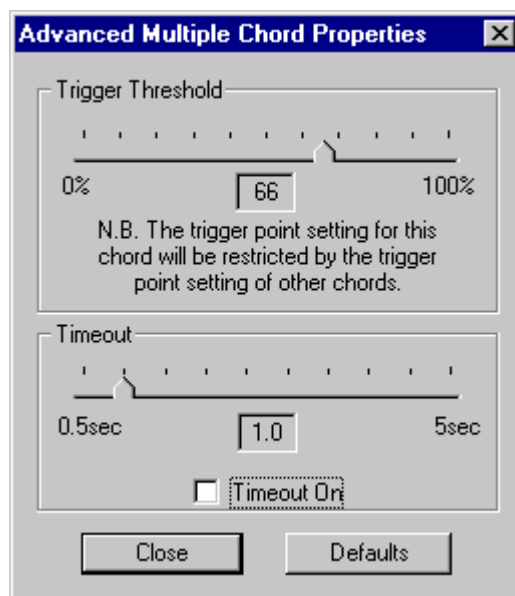 Advanced Multiple Chord Properties
Trigger Threshold
0%
66
100%
N.B. The trigger point setting for this
chord will be restricted by the trigger
point setting of other chords.
Timeout
0.5sec
1.0
5sec
Timeout On
Close
Defaults